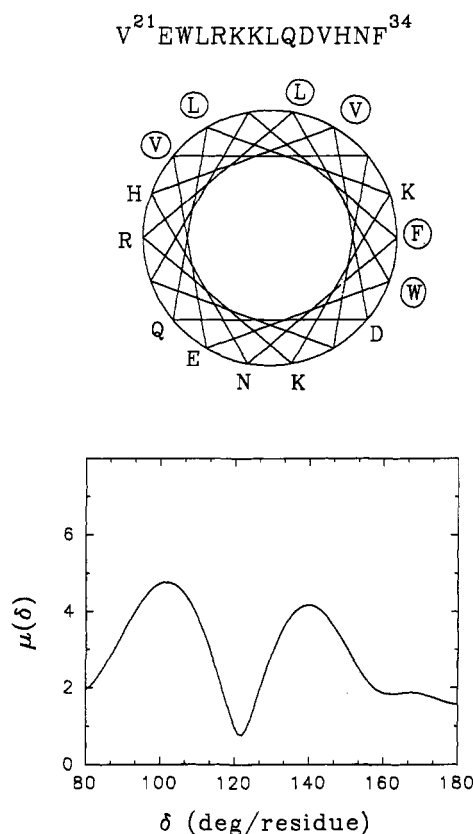 V²¹EWLRKKLQDVHNF³⁴
L L
V V
H K
R F
W
Q D
E
N K
μ(δ)
6
4
2
0
80 100 120 140 160 180
δ (deg/residue)